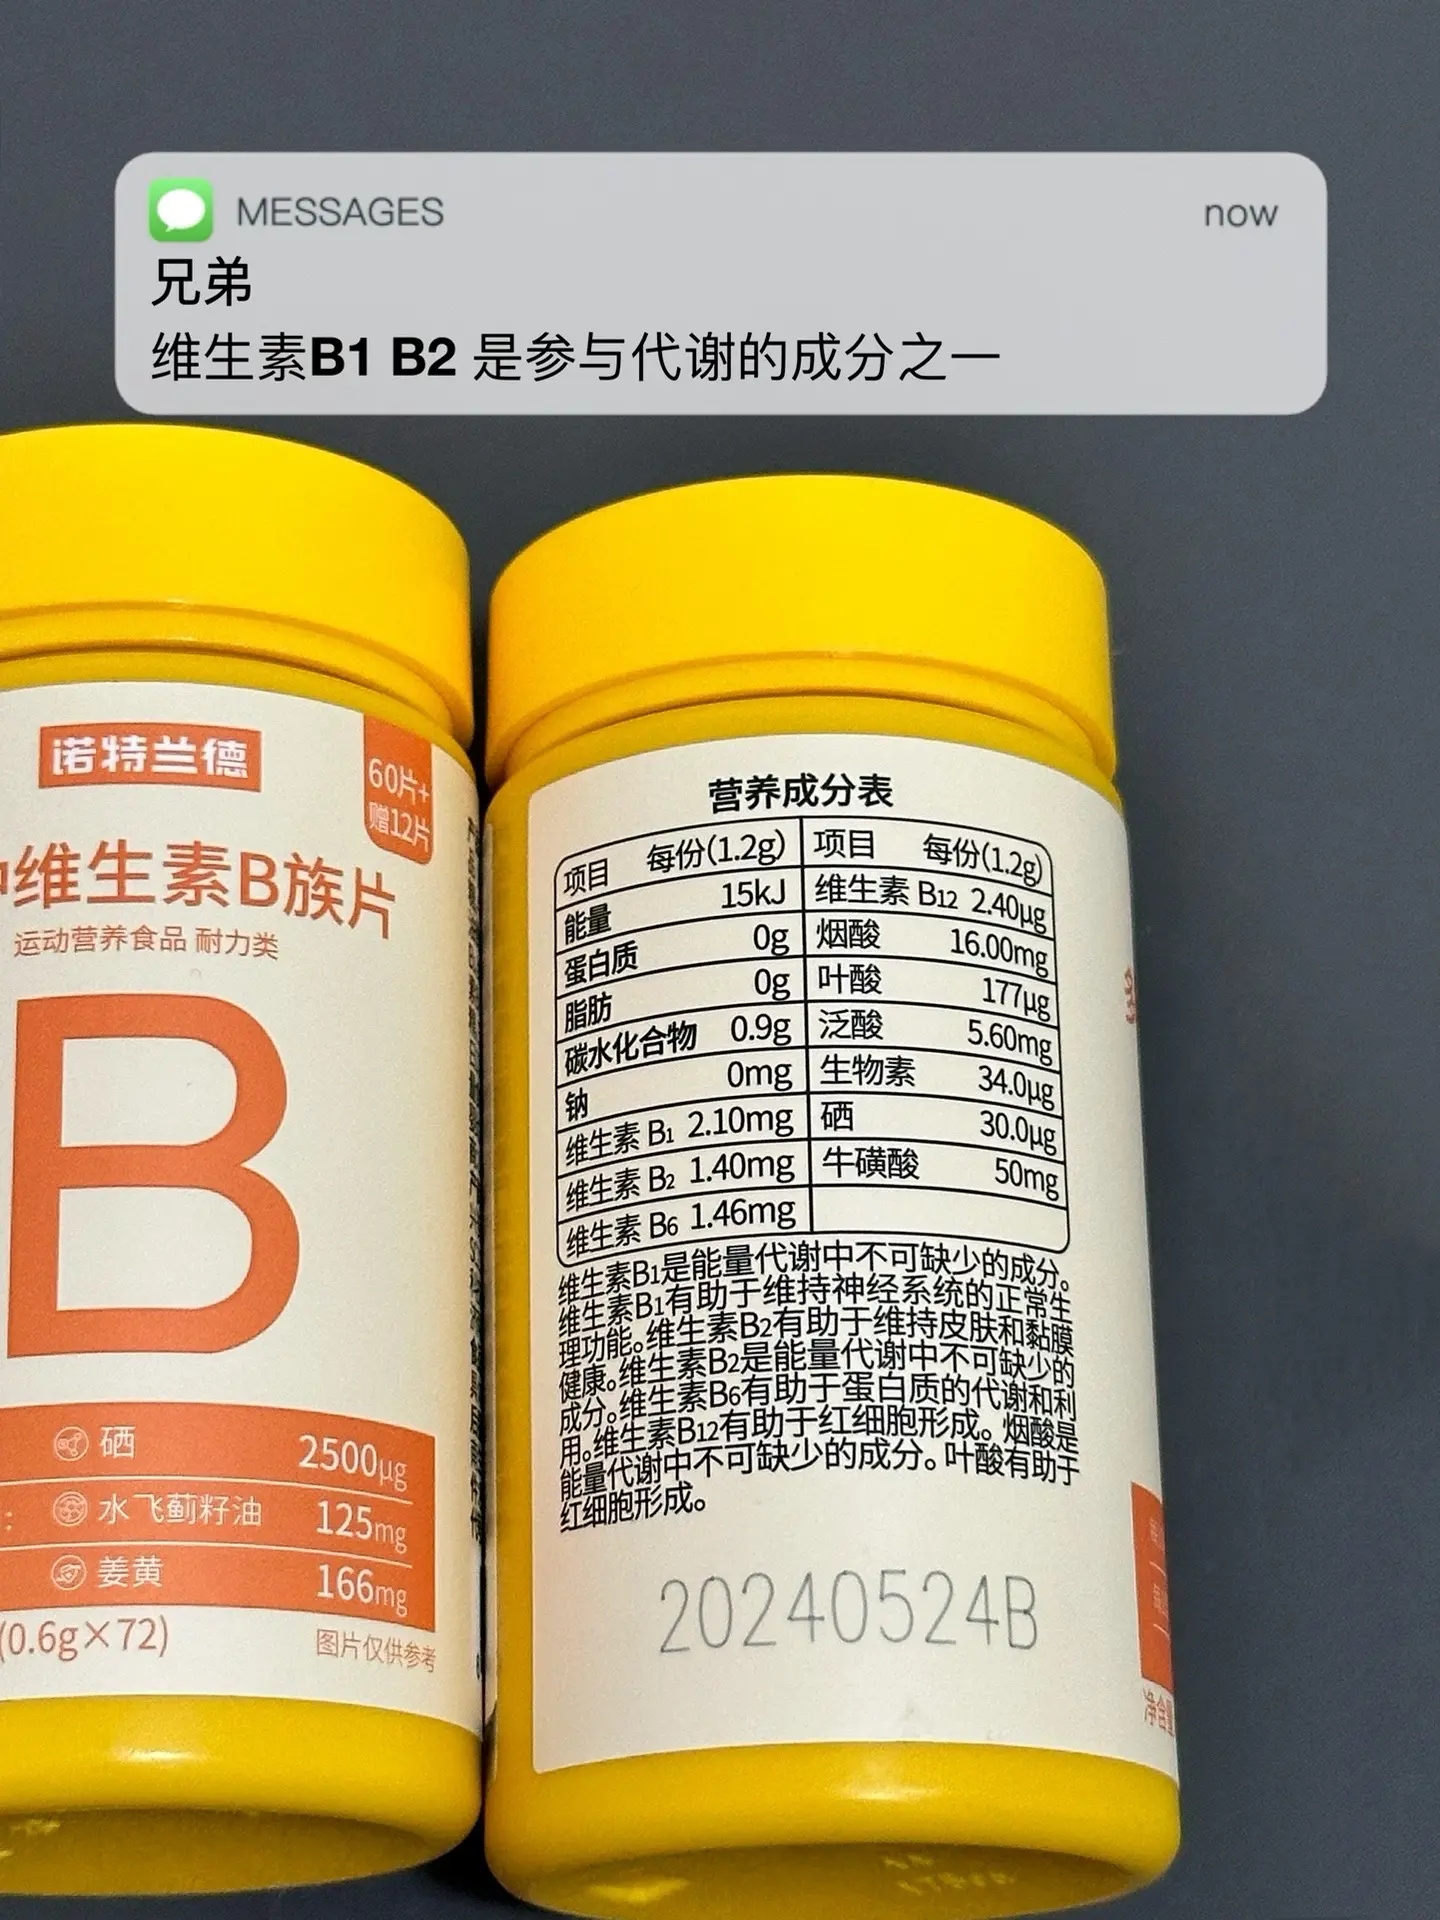 MESSAGES
now
兄弟
维生素B1 B2 是参与代谢的成分之一
诺特兰德
60片+
赠12片
维生素B族片
运动营养食品 耐力类
B
硒 2500μg
水飞蓟籽油 125mg
姜黄 166mg
(0.6g×72)
图片仅供参考
营养成分表
项目 每份(1.2g) 项目 每份(1.2g)
能量 15kJ 维生素 B12 2.40μg
蛋白质 0g 烟酸 16.00mg
脂肪 0g 叶酸 177μg
碳水化合物 0.9g 泛酸 5.60mg
钠 0mg 生物素 34.0μg
维生素 B1 2.10mg 硒 30.0μg
维生素 B2 1.40mg 牛磺酸 50mg
维生素 B6 1.46mg
维生素B1是能量代谢中不可缺少的成分。
维生素B1有助于维持神经系统的正常生
理功能。维生素B2有助于维持皮肤和黏膜
健康。维生素B2是能量代谢中不可缺少的
成分。维生素B6有助于蛋白质的代谢和利
用。维生素B12有助于红细胞形成。烟酸是
能量代谢中不可缺少的成分。叶酸有助于
红细胞形成。
20240524B
净含量